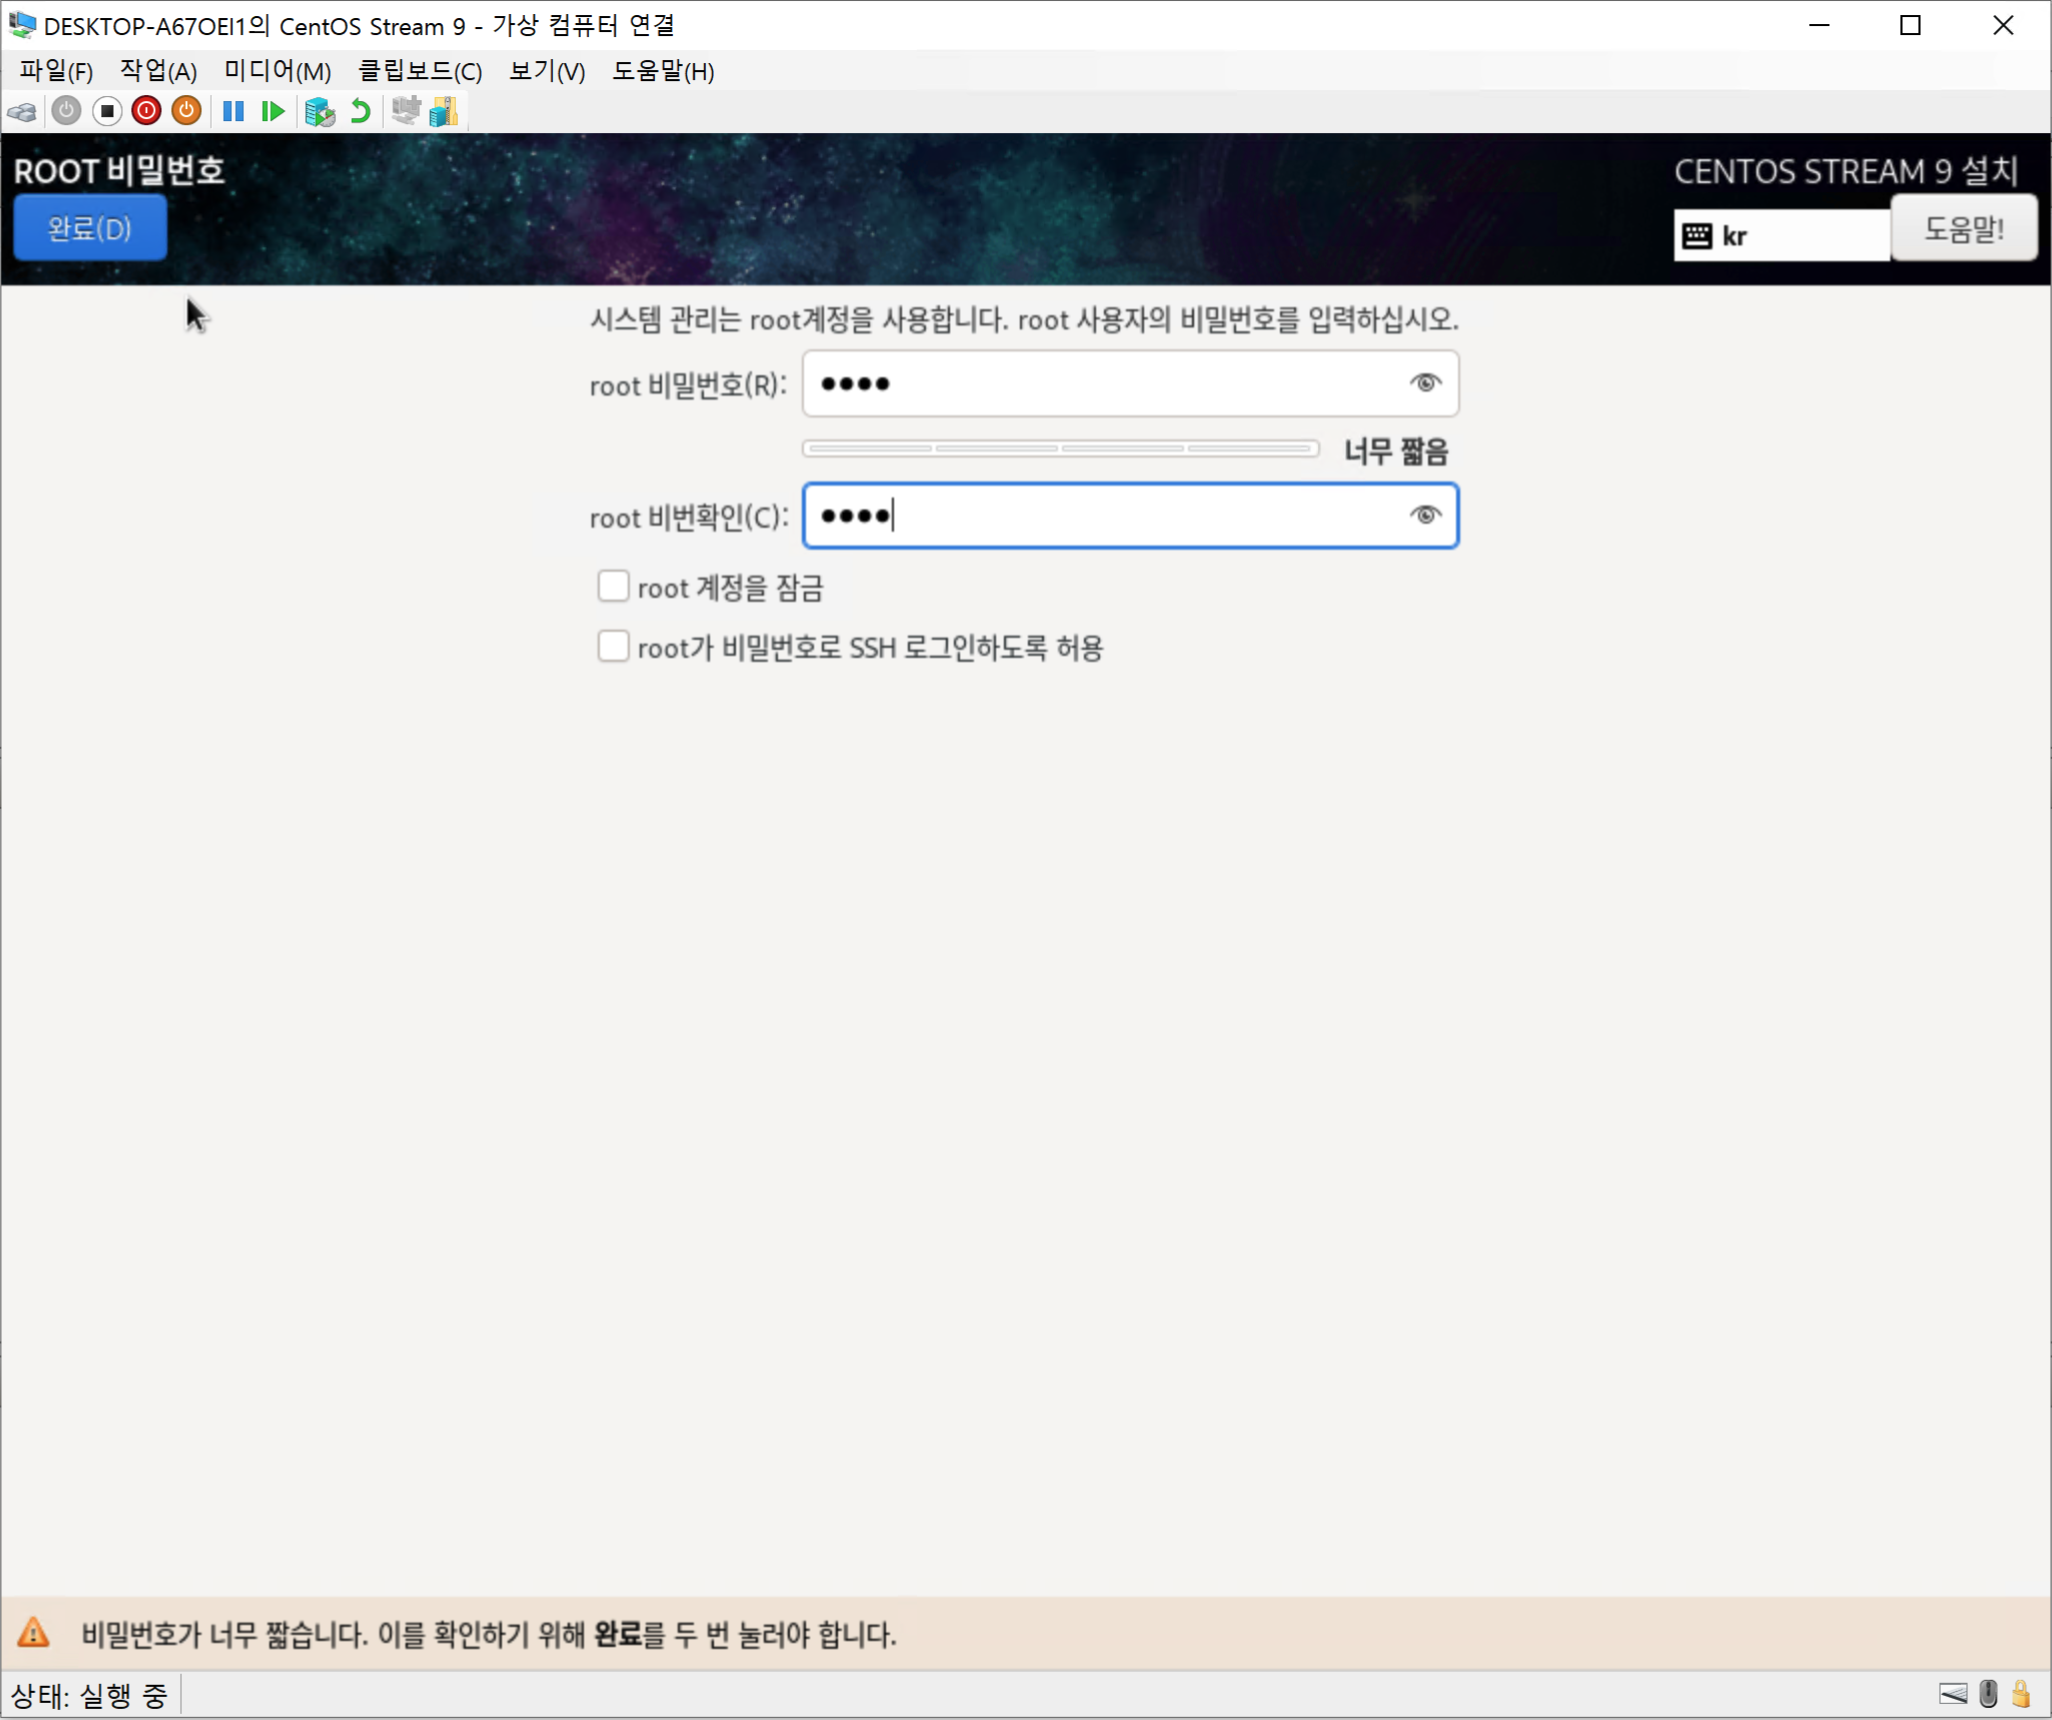 DESKTOP-A67OEI1의 CentOS Stream 9 - 가상 컴퓨터 연결
파일(F) 작업(A) 미디어(M) 클립보드(C) 보기(V) 도움말(H)
ROOT 비밀번호
CENTOS STREAM 9 설치
완료(D)
kr
도움말!
시스템 관리는 root계정을 사용합니다. root 사용자의 비밀번호를 입력하십시오.
root 비밀번호(R): ●●●●
너무 짧음
root 비번확인(C): ●●●●
root 계정을 잠금
root가 비밀번호로 SSH 로그인하도록 허용
비밀번호가 너무 짧습니다. 이를 확인하기 위해 완료를 두 번 눌러야 합니다.
상태: 실행 중